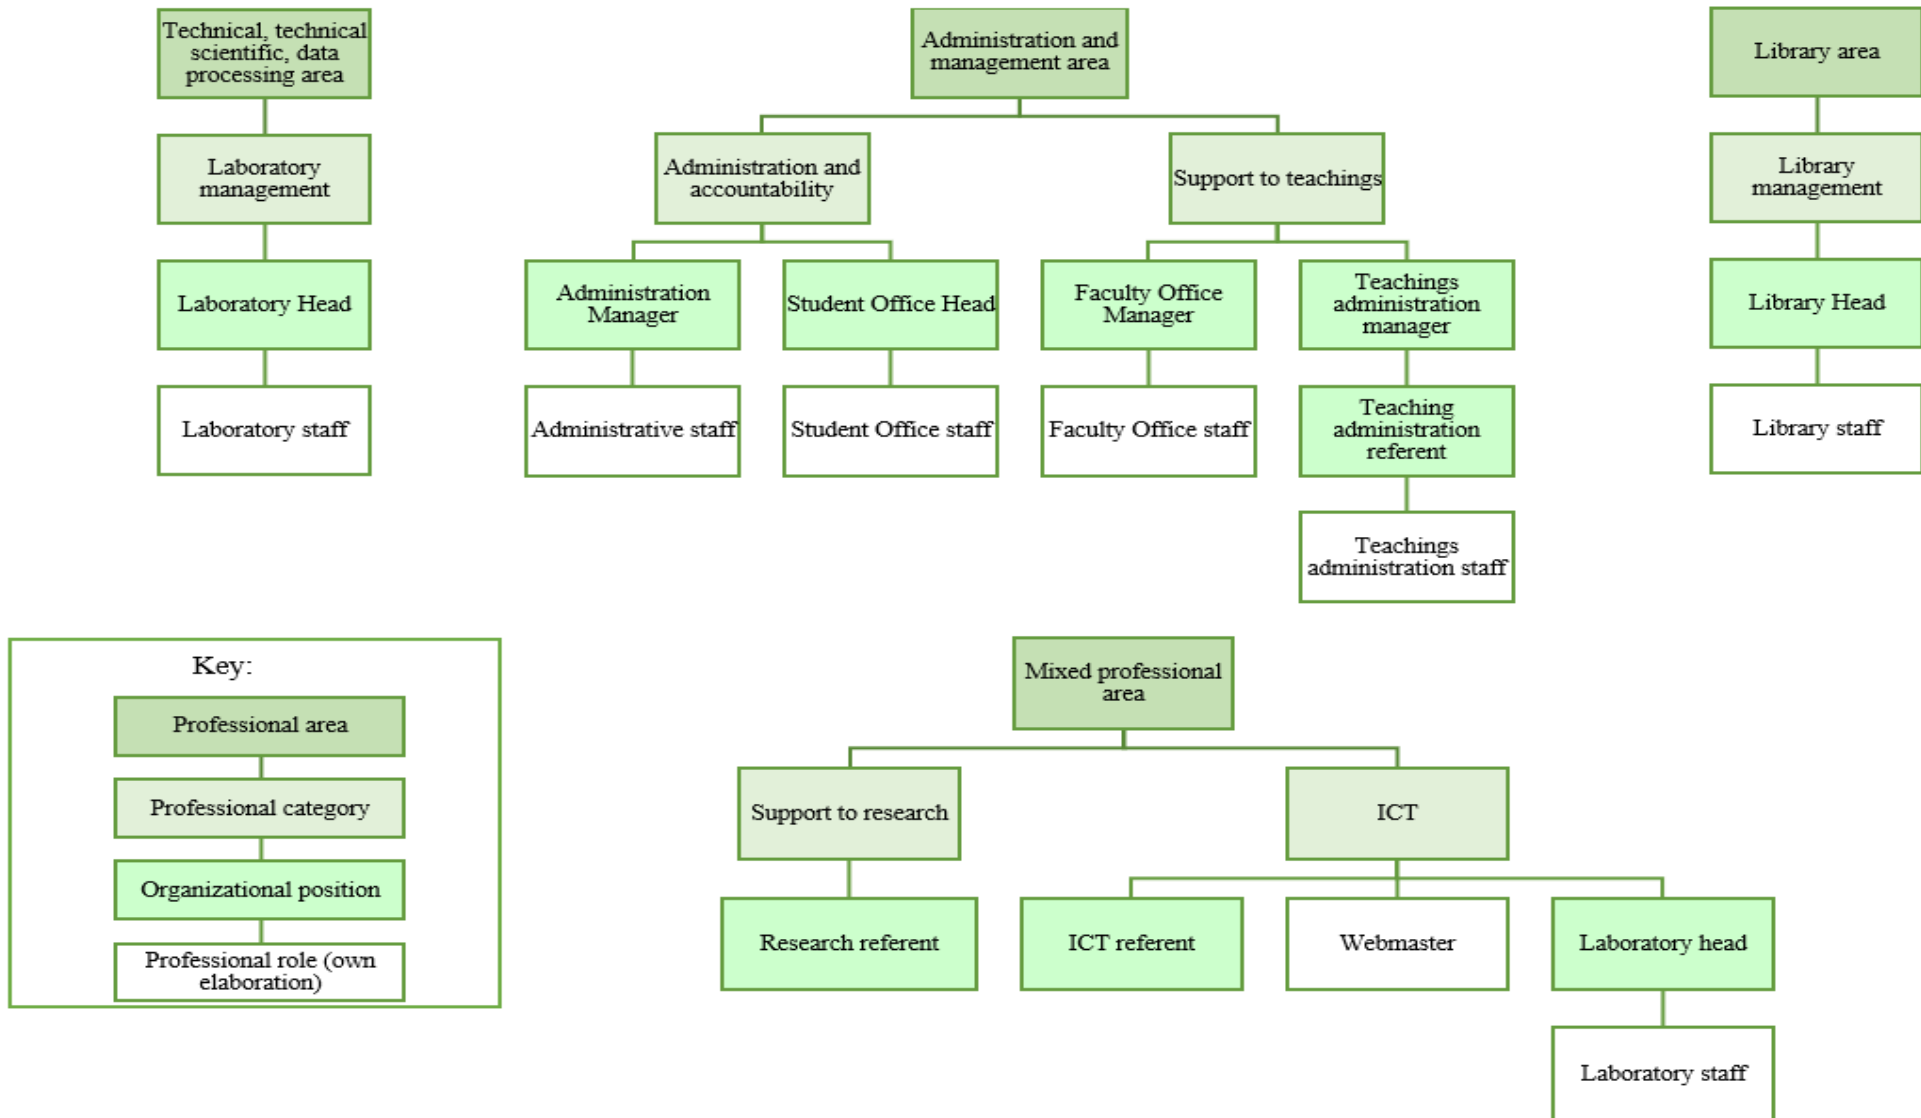 Technical, technical
scientific, data
processing area
Administration and
management area
Library area
Laboratory
management
Administration and
accountability
Support to teachings
Library
management
Laboratory Head
Administration
Manager
Student Office Head
Faculty Office
Manager
Teachings
administration
manager
Library Head
Laboratory staff
Administrative staff
Student Office staff
Faculty Office staff
Teaching
administration
referent
Library staff
Teachings
administration staff
Key:
Professional area
Professional category
Organizational position
Professional role (own
elaboration)
Mixed professional
area
Support to research
ICT
Research referent
ICT referent
Webmaster
Laboratory head
Laboratory staff